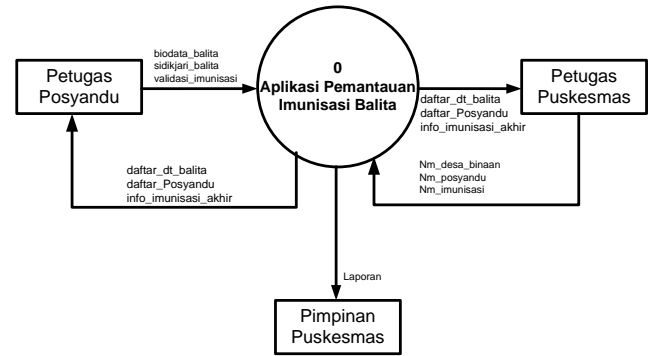 biodata_balita
sidikjari_balita
validasi_imunisasi
0
Aplikasi Pemantauan
Imunisasi Balita
Petugas
Posyandu
Petugas
Puskesmas
daftar_dt_balita
daftar_Posyandu
info_imunisasi_akhir
daftar_dt_balita
daftar_Posyandu
info_imunisasi_akhir
Nm_desa_binaan
Nm_posyandu
Nm_imunisasi
Laporan
Pimpinan
Puskesmas